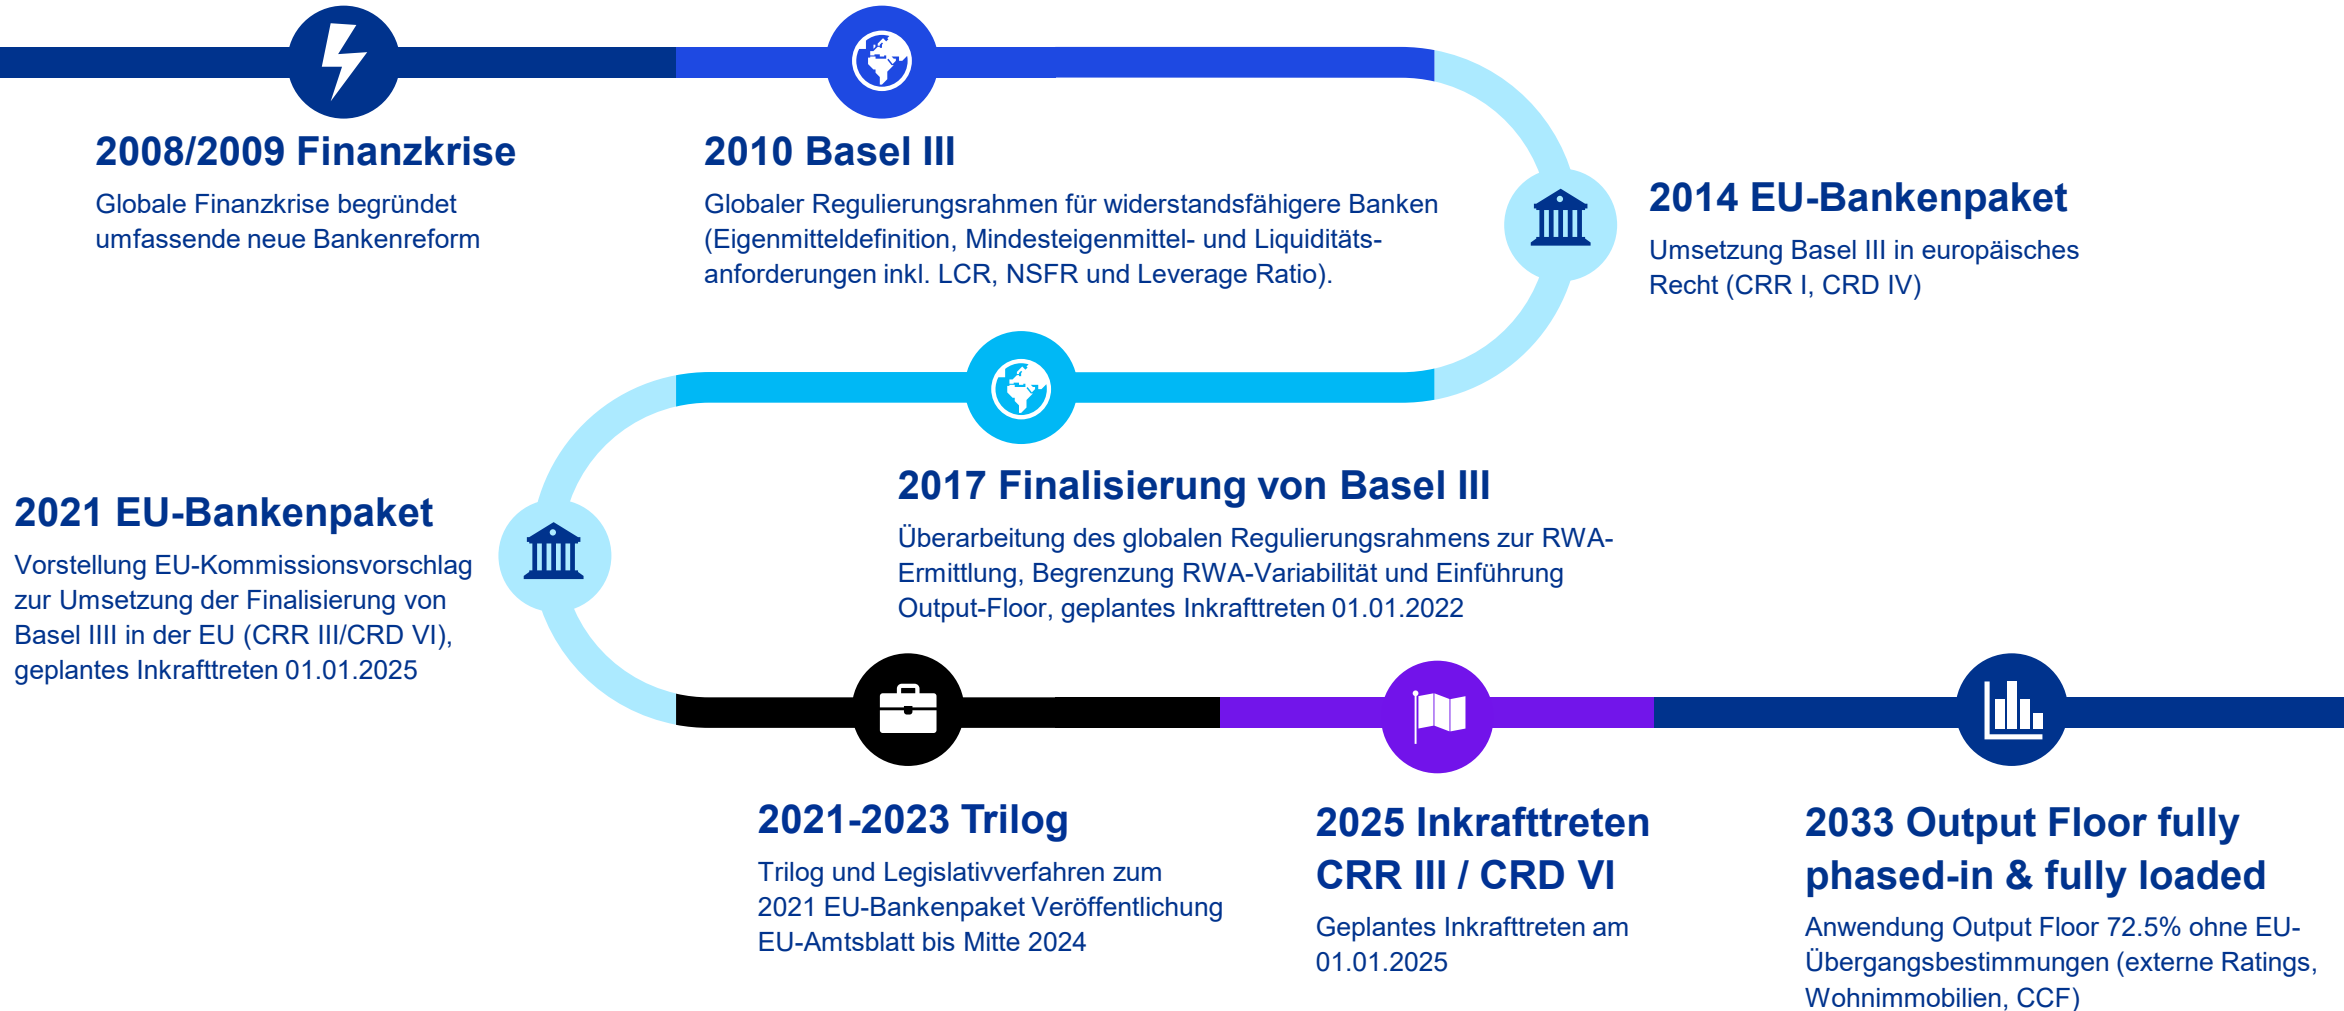 2008/2009 Finanzkrise
Globale Finanzkrise begründet
umfassende neue Bankenreform
2010 Basel III
Globaler Regulierungsrahmen für widerstandsfähigere Banken
(Eigenmitteldefinition, Mindesteigenmittel- und Liquiditäts-
anforderungen inkl. LCR, NSFR und Leverage Ratio).
2014 EU-Bankenpaket
Umsetzung Basel III in europäisches
Recht (CRR I, CRD IV)
2017 Finalisierung von Basel III
Überarbeitung des globalen Regulierungsrahmens zur RWA-
Ermittlung, Begrenzung RWA-Variabilität und Einführung
Output-Floor, geplantes Inkrafttreten 01.01.2022
2021 EU-Bankenpaket
Vorstellung EU-Kommissionsvorschlag
zur Umsetzung der Finalisierung von
Basel IIII in der EU (CRR III/CRD VI),
geplantes Inkrafttreten 01.01.2025
2021-2023 Trilog
Trilog und Legislativverfahren zum
2021 EU-Bankenpaket Veröffentlichung
EU-Amtsblatt bis Mitte 2024
2025 Inkrafttreten
CRR III / CRD VI
Geplantes Inkrafttreten am
01.01.2025
2033 Output Floor fully
phased-in & fully loaded
Anwendung Output Floor 72.5% ohne EU-
Übergangsbestimmungen (externe Ratings,
Wohnimmobilien, CCF)